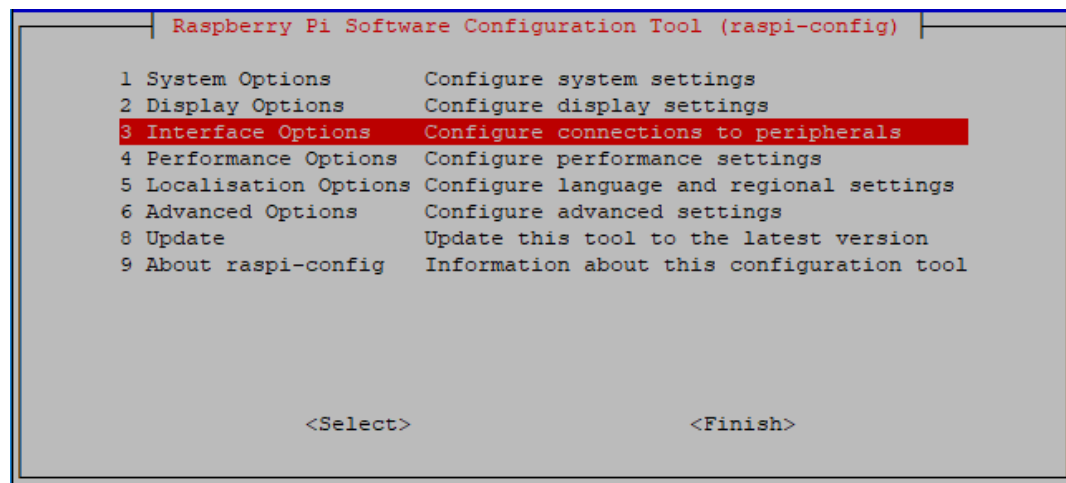 Raspberry Pi Software Configuration Tool (raspi-config)
1 System Options Configure system settings
2 Display Options Configure display settings
3 Interface Options Configure connections to peripherals
4 Performance Options Configure performance settings
5 Localisation Options Configure language and regional settings
6 Advanced Options Configure advanced settings
8 Update Update this tool to the latest version
9 About raspi-config Information about this configuration tool
<Select> <Finish>